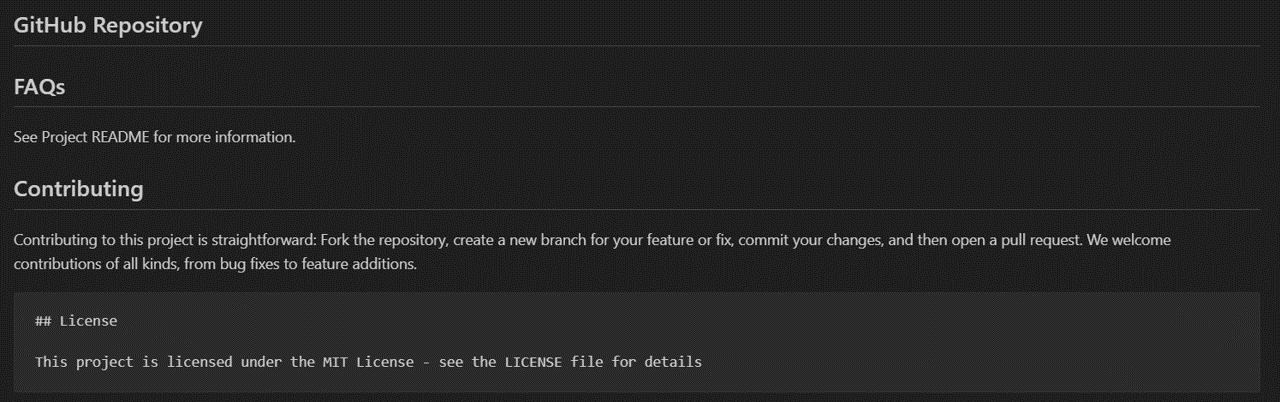 GitHub Repository
FAQs
See Project README for more information.
Contributing
Contributing to this project is straightforward: Fork the repository, create a new branch for your feature or fix, commit your changes, and then open a pull request. We welcome
contributions of all kinds, from bug fixes to feature additions.
## License
This project is licensed under the MIT License - see the LICENSE file for details